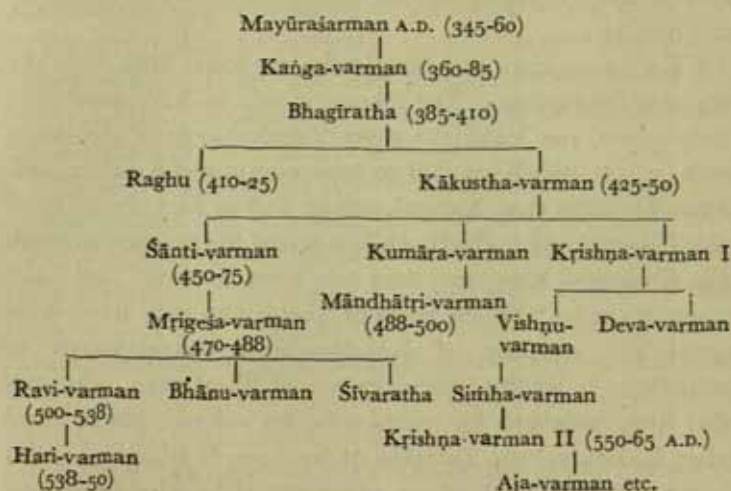 Mayūraśarman A.D. (345-60)
Kaṅga-varman (360-85)
Bhagīratha (385-410)
Raghu (410-25) Kākustha-varman (425-50)
Śānti-varman Kumāra-varman Kṛishṇa-varman I
(450-75)
Mṛigeśa-varman Māndhātṛi-varman Vishṇu- Deva-varman
(470-488) (488-500) varman
Ravi-varman Bhānu-varman Śīvaratha Siṁha-varman
(500-538)
Hari-varman Kṛishṇa-varman II (550-65 A.D.)
(538-50) Aja-varman etc.